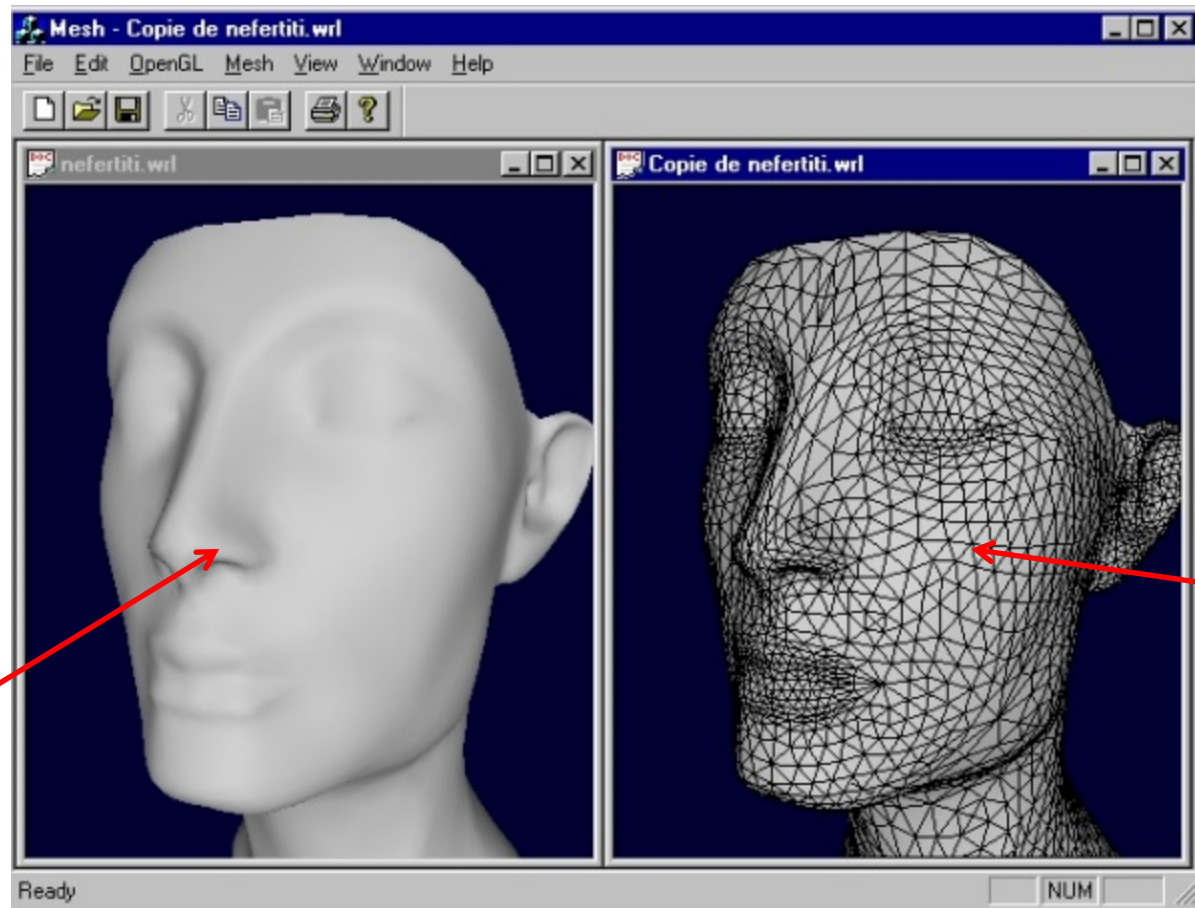 Mesh - Copie de nefertiti.wrl
File Edit OpenGL Mesh View Window Help
nefertiti.wrl
Copie de nefertiti.wrl
Ready
NUM